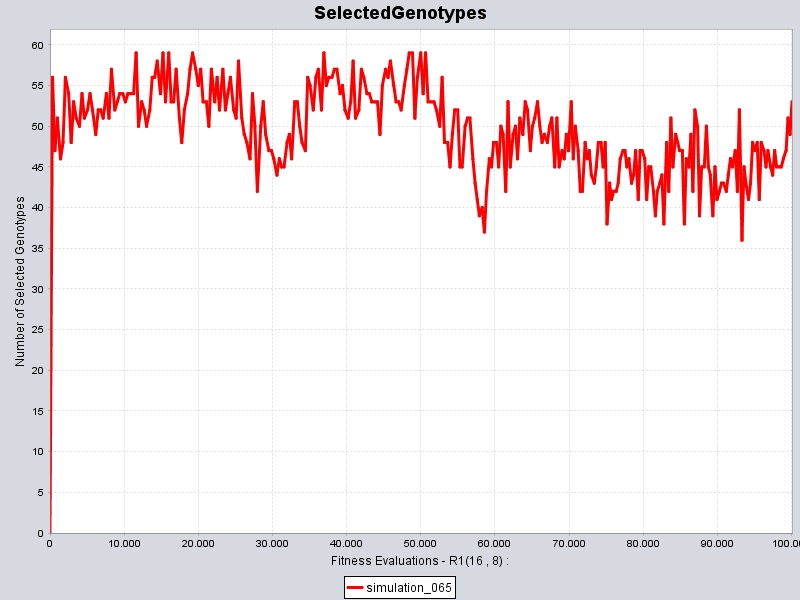 SelectedGenotypes
60
55
50
45
40
35
30
25
20
15
10
5
0
Number of Selected Genotypes
0 10.000 20.000 30.000 40.000 50.000 60.000 70.000 80.000 90.000 100.00
Fitness Evaluations - R1(16 , 8) :
simulation_065